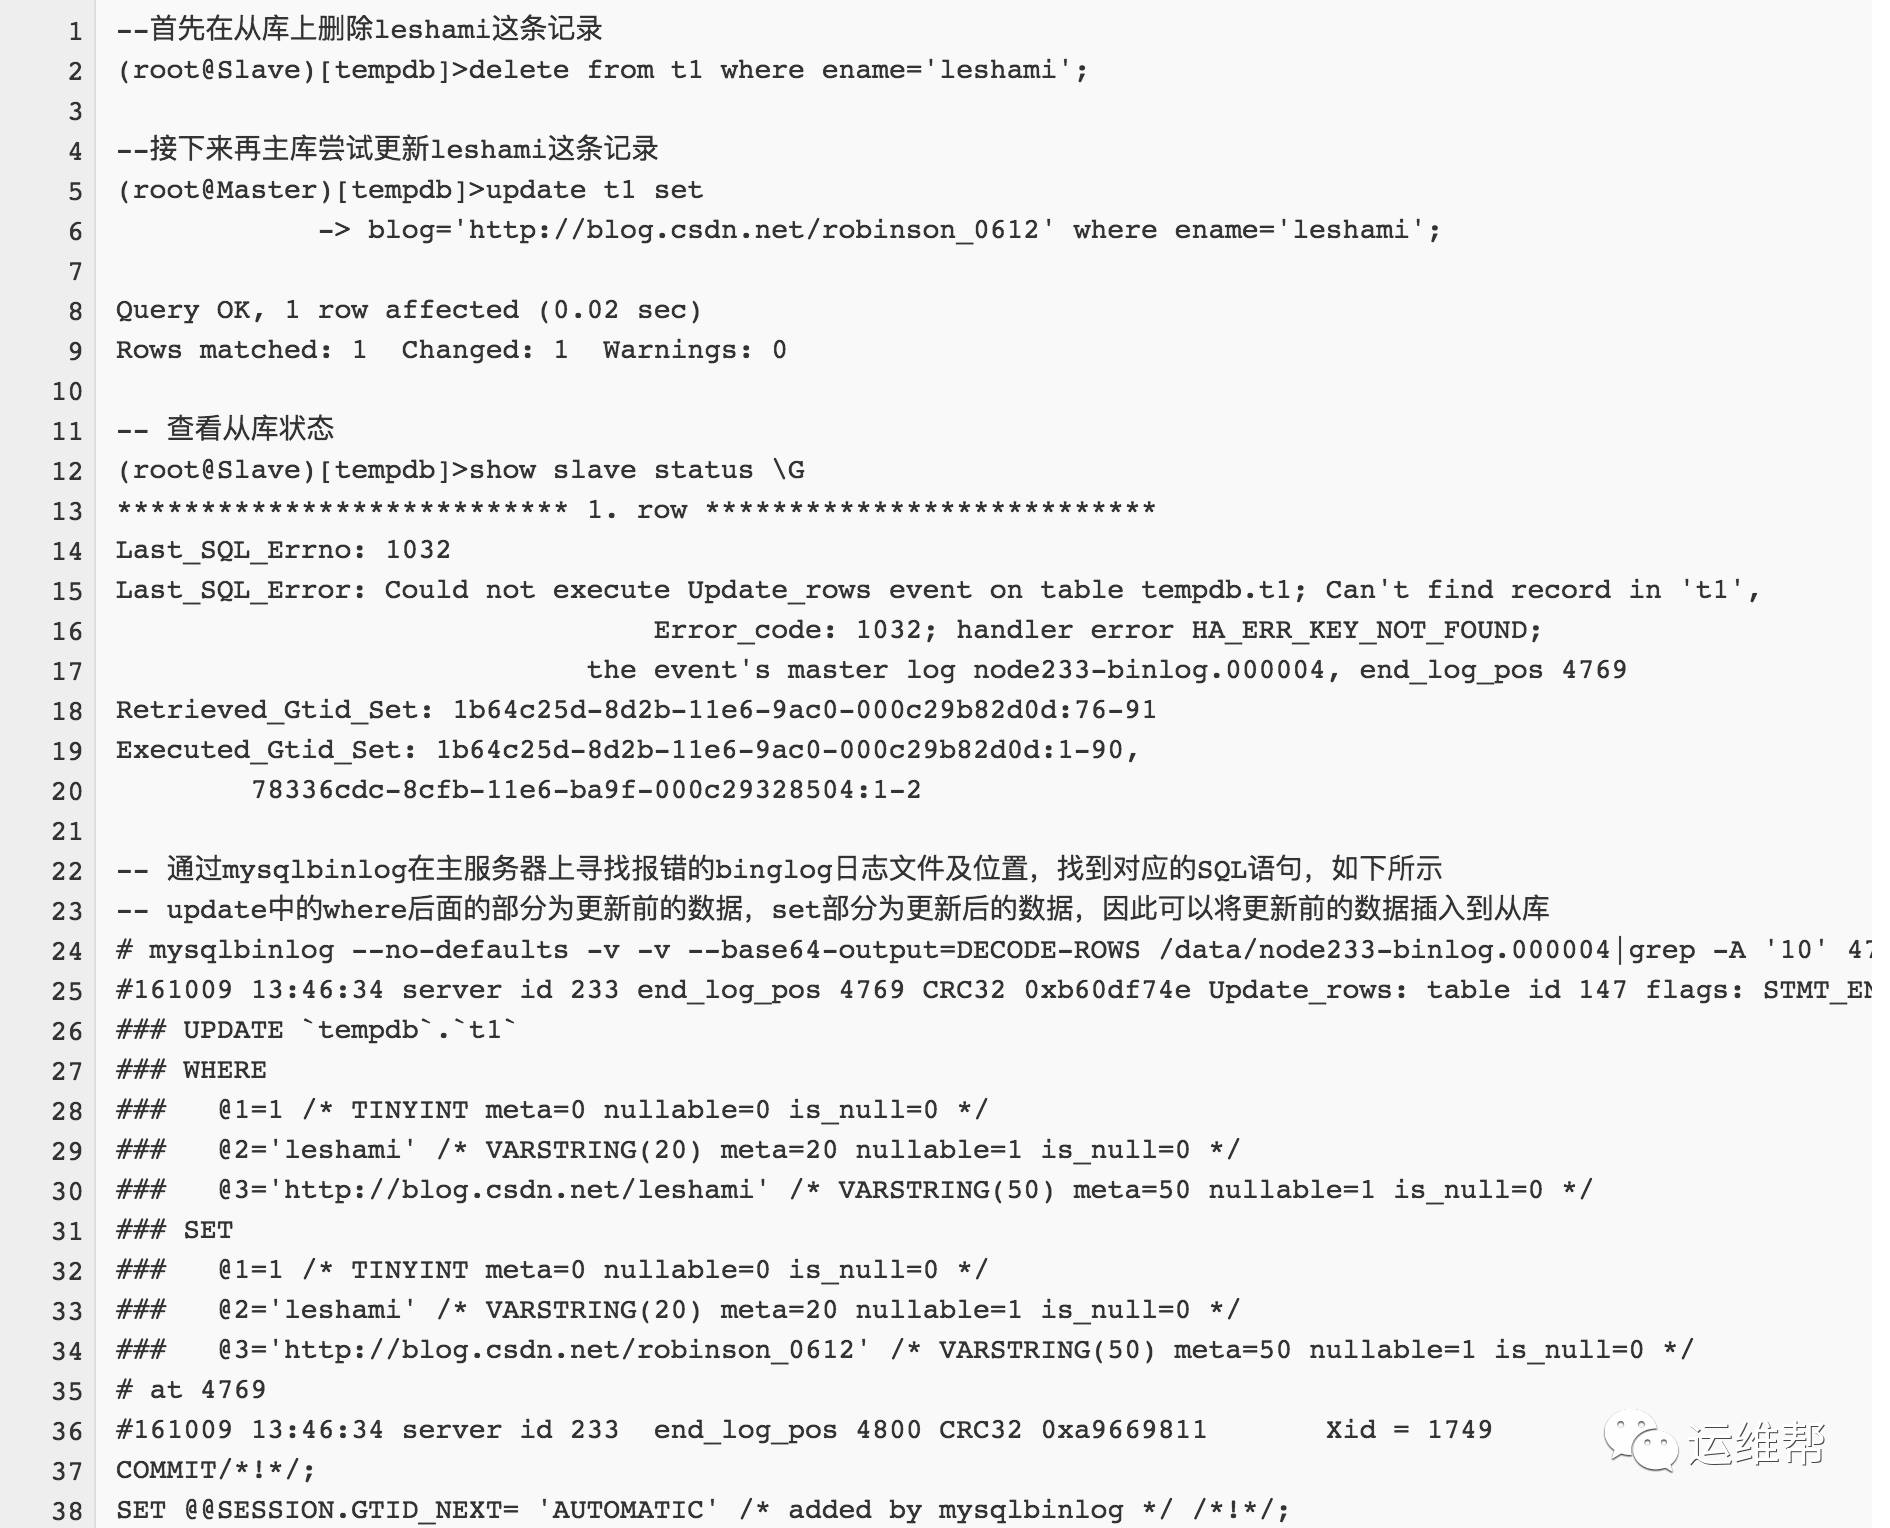 1 --首先在从库上删除leshami这条记录
2 (root@Slave)[tempdb]>delete from t1 where ename='leshami';
3
4 --接下来再主库尝试更新leshami这条记录
5 (root@Master)[tempdb]>update t1 set
6 -> blog='http://blog.csdn.net/robinson_0612' where ename='leshami';
7
8 Query OK, 1 row affected (0.02 sec)
9 Rows matched: 1  Changed: 1  Warnings: 0
10
11 -- 查看从库状态
12 (root@Slave)[tempdb]>show slave status \G
13 *************************** 1. row ***************************
14 Last_SQL_Errno: 1032
15 Last_SQL_Error: Could not execute Update_rows event on table tempdb.t1; Can't find record in 't1',
16 Error_code: 1032; handler error HA_ERR_KEY_NOT_FOUND;
17 the event's master log node233-binlog.000004, end_log_pos 4769
18 Retrieved_Gtid_Set: 1b64c25d-8d2b-11e6-9ac0-000c29b82d0d:76-91
19 Executed_Gtid_Set: 1b64c25d-8d2b-11e6-9ac0-000c29b82d0d:1-90,
20 78336cdc-8cfb-11e6-ba9f-000c29328504:1-2
21
22 -- 通过mysqlbinlog在主服务器上寻找报错的binglog日志文件及位置，找到对应的SQL语句，如下所示
23 -- update中的where后面的部分为更新前的数据，set部分为更新后的数据，因此可以将更新前的数据插入到从库
24 # mysqlbinlog --no-defaults -v -v --base64-output=DECODE-ROWS /data/node233-binlog.000004|grep -A '10' 47
25 #161009 13:46:34 server id 233 end_log_pos 4769 CRC32 0xb60df74e Update_rows: table id 147 flags: STMT_EN
26 ### UPDATE `tempdb`.`t1`
27 ### WHERE
28 ###   @1=1 /* TINYINT meta=0 nullable=0 is_null=0 */
29 ###   @2='leshami' /* VARSTRING(20) meta=20 nullable=1 is_null=0 */
30 ###   @3='http://blog.csdn.net/leshami' /* VARSTRING(50) meta=50 nullable=1 is_null=0 */
31 ### SET
32 ###   @1=1 /* TINYINT meta=0 nullable=0 is_null=0 */
33 ###   @2='leshami' /* VARSTRING(20) meta=20 nullable=1 is_null=0 */
34 ###   @3='http://blog.csdn.net/robinson_0612' /* VARSTRING(50) meta=50 nullable=1 is_null=0 */
35 # at 4769
36 #161009 13:46:34 server id 233  end_log_pos 4800 CRC32 0xa9669811       Xid = 1749
运维帮
37 COMMIT/*!*/;
38 SET @@SESSION.GTID_NEXT= 'AUTOMATIC' /* added by mysqlbinlog */ /*!*/;